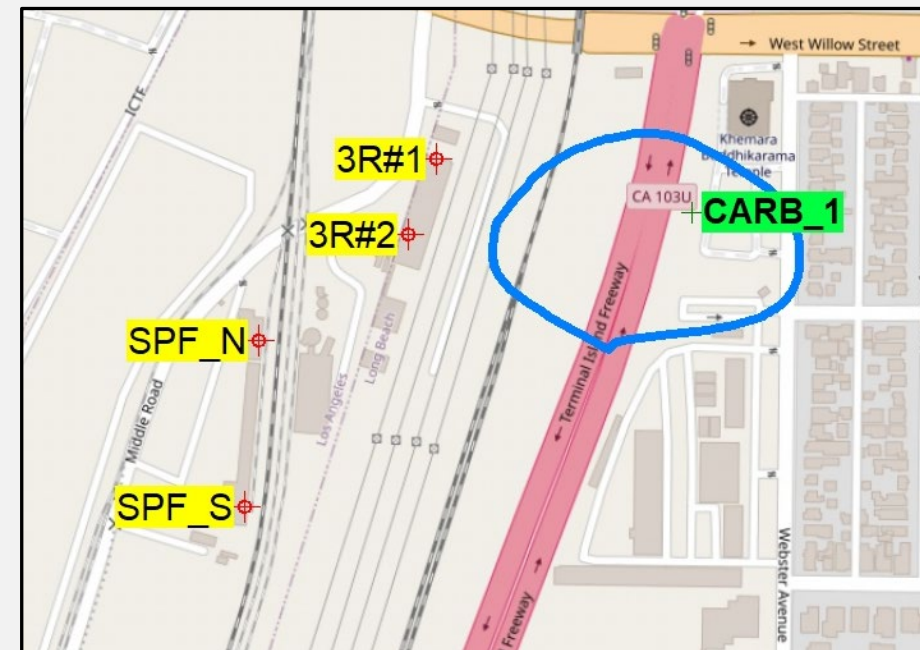 West Willow Street
ICTF
Khemara
Buddhikarama
Temple
3R#1
CA 103U
CARB_1
3R#2
Terminal Island Freeway
SPF_N
Long Beach
Los Angeles
Middle Road
SPF_S
Webster Avenue
Freeway